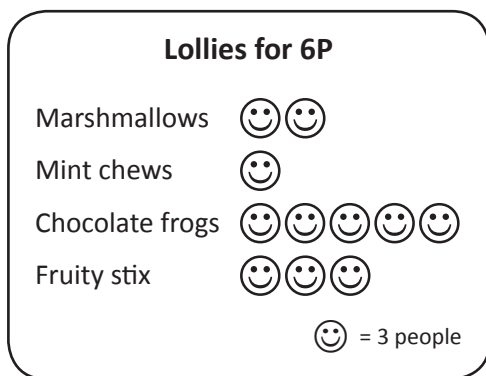 Lollies for 6P
Marshmallows
Mint chews
Chocolate frogs
Fruity stix
= 3 people